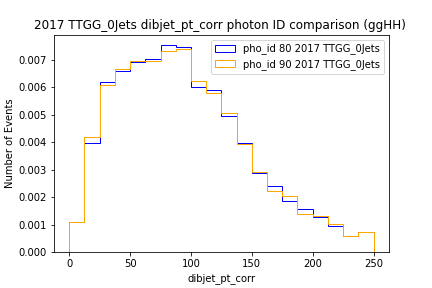 2017 TTGG_0Jets dibjet_pt_corr photon ID comparison (ggHH)
pho_id 80 2017 TTGG_0Jets
pho_id 90 2017 TTGG_0Jets
Number of Events
0.007
0.006
0.005
0.004
0.003
0.002
0.001
0.000
0 50 100 150 200 250
dibjet_pt_corr